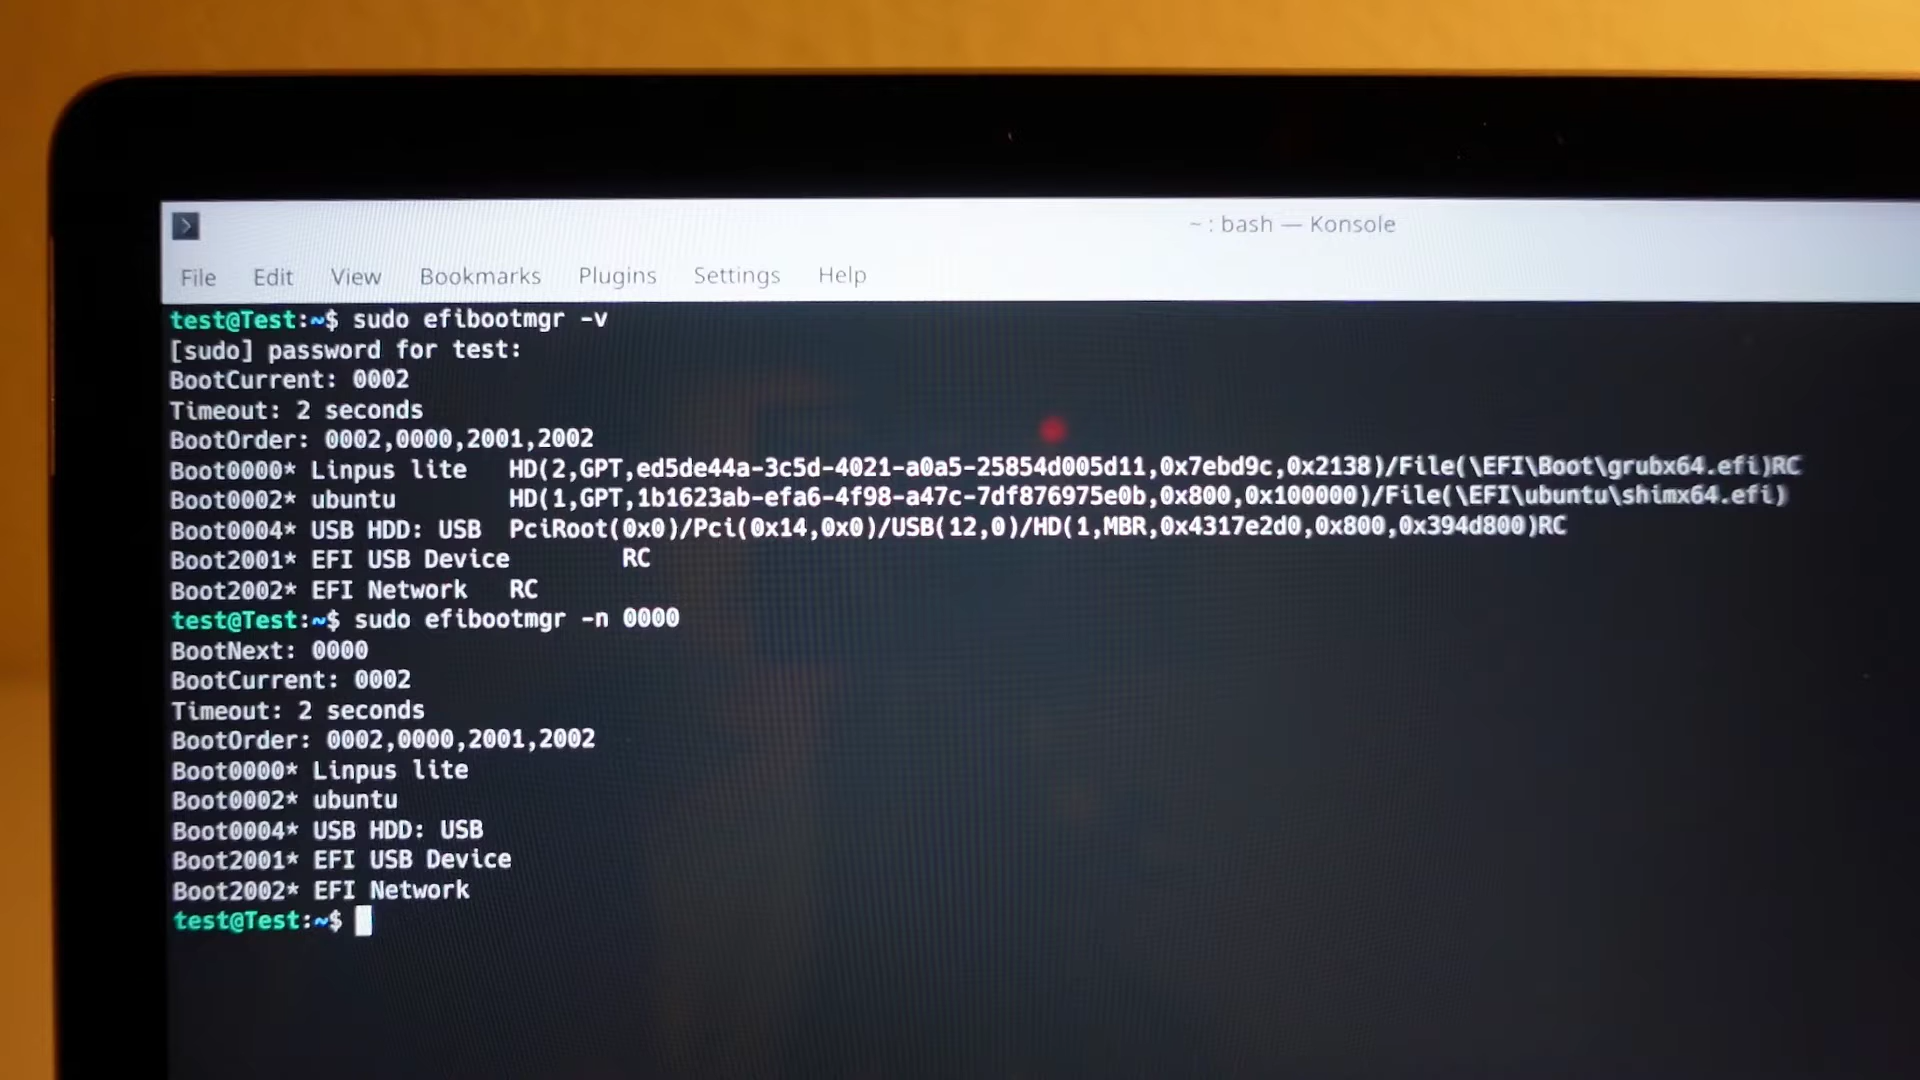 ~ : bash — Konsole
File Edit View Bookmarks Plugins Settings Help
test@Test:~$ sudo efibootmgr -v
[sudo] password for test:
BootCurrent: 0002
Timeout: 2 seconds
BootOrder: 0002,0000,2001,2002
Boot0000* Linpus lite HD(2,GPT,ed5de44a-3c5d-4021-a0a5-25854d005d11,0x7ebd9c,0x2138)/File(\EFI\Boot\grubx64.efi)RC
Boot0002* ubuntu HD(1,GPT,1b1623ab-efa6-4f98-a47c-7df876975e0b,0x800,0x100000)/File(\EFI\ubuntu\shimx64.efi)
Boot0004* USB HDD: USB PciRoot(0x0)/Pci(0x14,0x0)/USB(12,0)/HD(1,MBR,0x4317e2d0,0x800,0x394d800)RC
Boot2001* EFI USB Device RC
Boot2002* EFI Network RC
test@Test:~$ sudo efibootmgr -n 0000
BootNext: 0000
BootCurrent: 0002
Timeout: 2 seconds
BootOrder: 0002,0000,2001,2002
Boot0000* Linpus lite
Boot0002* ubuntu
Boot0004* USB HDD: USB
Boot2001* EFI USB Device
Boot2002* EFI Network
test@Test:~$